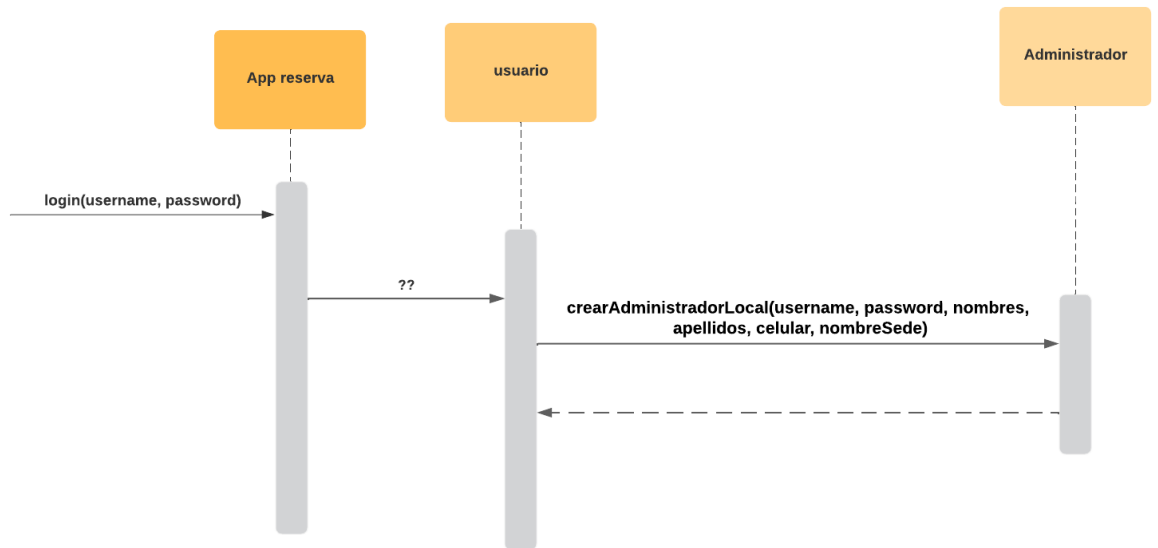 App reserva
usuario
Administrador
login(username, password)
??
crearAdministradorLocal(username, password, nombres,
apellidos, celular, nombreSede)